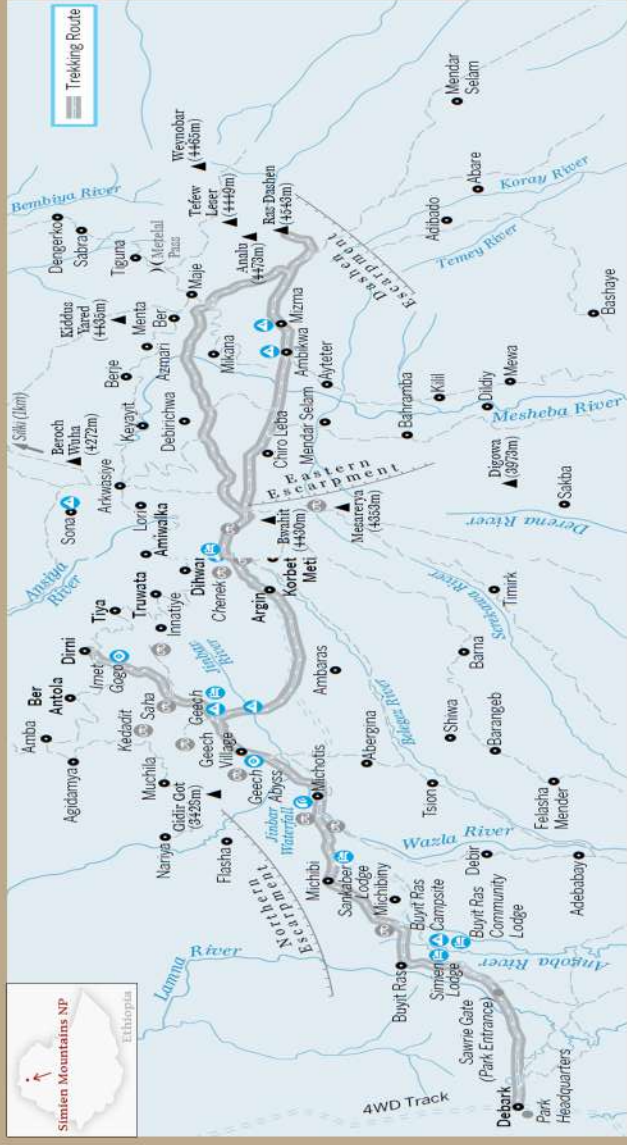 Simien Mountains NP
Ethiopia
Trekking Route
Lamna River
Northern
Escarpment
4WD Track
Debark
Park
Headquarters
Sawrie Gate
(Park Entrance)
Buyit Ras
Simien
Lodge
Buyit Ras
Campsite
Buyit Ras
Community
Lodge
Angoba River
Michibi
Sankaber
Lodge
Michibiny
Debir
Adebabay
Wazla River
Jinbar
Waterfall
Michotis
Geech
Abyss
Geech
Village
Geech
Flasha
Nariya
Qidir Got
(3428m)
Muchila
Agidamya
Amba
Kedadit
Saha
Ber
Antola
Imet
Gogo
Dirni
Tiya
Truwata
Innatiye
Jinbar
River
Abergina
Ambaras
Tsion
Shiwa
Barangeb
Felasha
Mender
Barna
Timirk
Belegez River
Serekawa River
Ansiya
River
Sona
Lori
Amiwalka
Dihwar
Chenek
Argin
Korbet
Meti
Bwahit
(4430m)
Mesarerya
(4353m)
Eastern
Escarpment
Silki (1km)
Beroch
Wuha
(4272m)
Arkwasiye
Keyayit
Debirichwa
Berje
Azmari
Kiddus
Yared
(4435m)
Menta
Ber
Mikana
Chiro Leba
Mendar Selam
Ayteter
Bahramba
Kilil
Dildiy
Mewa
Digowa
(3973m)
Sakba
Derena River
Mesheba River
Ambikwa
Mizma
Maje
Metelal
Pass
Tiguna
Sabra
Dengerko
Bembiya River
Weynobar
(4465m)
Tefew
Leser
(4449m)
Analu
(4473m)
Ras Dashen
(4543m)
Dashen
Escarpment
Temey River
Koray River
Adibado
Abare
Mendar
Selam
Bashaye